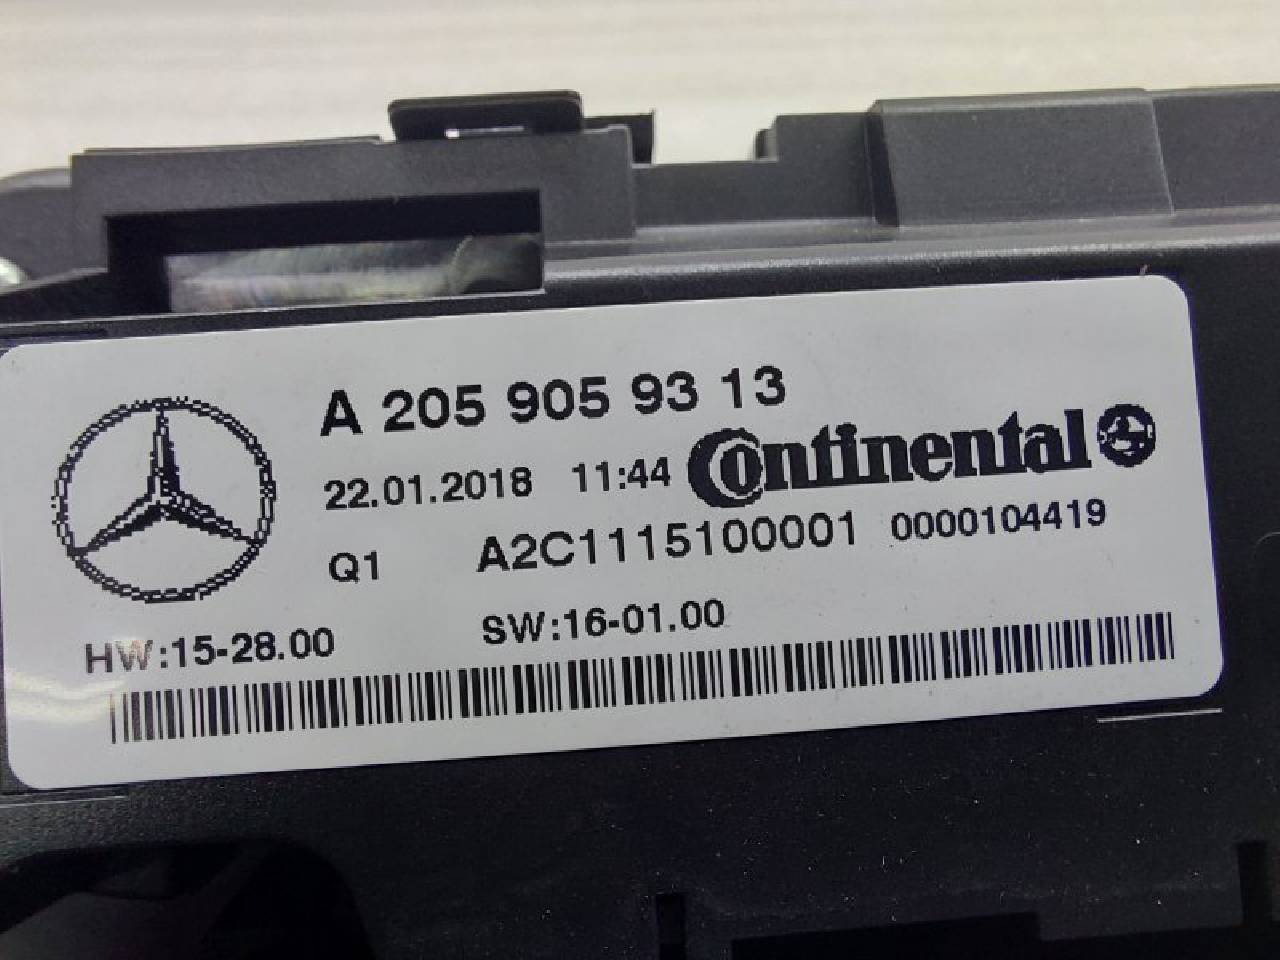 A 205 905 93 13
22.01.2018 11:44 Continental
Q1 A2C1115100001 0000104419
HW:15-28.00 SW:16-01.00